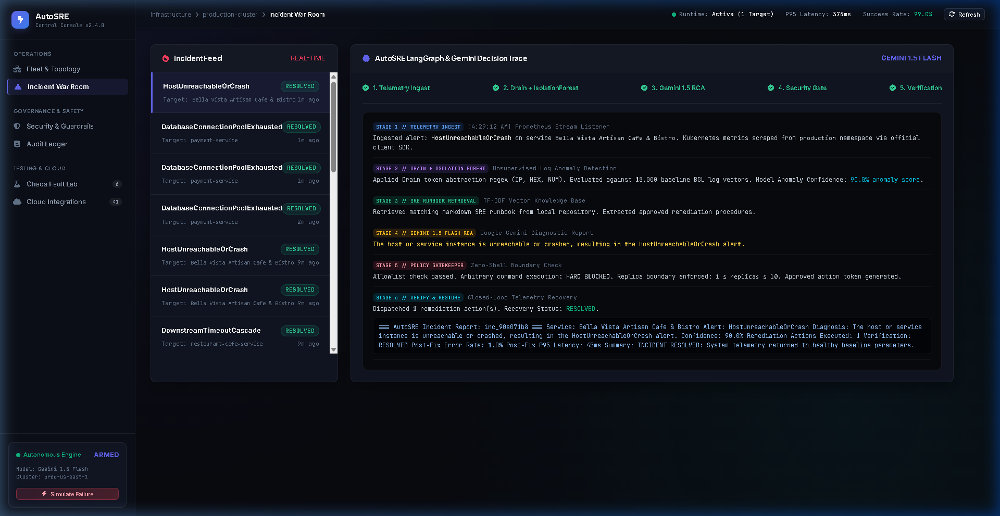 AutoSRE
Control Console v2.4.0
OPERATIONS
Fleet & Topology
Incident War Room
GOVERNANCE & SAFETY
Security & Guardrails
Audit Ledger
TESTING & CLOUD
Chaos Fault Lab 6
Cloud Integrations 41
Autonomous Engine ARMED
Model: Gemini 1.5 Flash
Cluster: prod-us-east-1
Simulate Failure
Infrastructure > production-cluster > Incident War Room
Runtime: Active (1 Target) P95 Latency: 376ms Success Rate: 99.0% Refresh
Incident Feed REAL-TIME
HostUnreachableOrCrash RESOLVED
Target: Bella Vista Artisan Cafe & Bistro 1m ago
DatabaseConnectionPoolExhausted RESOLVED
Target: payment-service 1m ago
DatabaseConnectionPoolExhausted RESOLVED
Target: payment-service 1m ago
DatabaseConnectionPoolExhausted RESOLVED
Target: payment-service 2m ago
HostUnreachableOrCrash RESOLVED
Target: Bella Vista Artisan Cafe & Bistro 9m ago
HostUnreachableOrCrash RESOLVED
Target: Bella Vista Artisan Cafe & Bistro 9m ago
DownstreamTimeoutCascade RESOLVED
Target: restaurant-cafe-service 9m ago
AutoSRE LangGraph & Gemini Decision Trace GEMINI 1.5 FLASH
1. Telemetry Ingest 2. Drain + IsolationForest 3. Gemini 1.5 RCA 4. Security Gate 5. Verification
STAGE 1 // TELEMETRY INGEST [4:29:12 AM] Prometheus Stream Listener
Ingested alert: HostUnreachableOrCrash on service Bella Vista Artisan Cafe & Bistro. Kubernetes metrics scraped from production namespace via official
client SDK.
STAGE 2 // DRAIN + ISOLATION FOREST Unsupervised Log Anomaly Detection
Applied Drain token abstraction regex (IP, HEX, NUM). Evaluated against 18,000 baseline BGL log vectors. Model Anomaly Confidence: 90.0% anomaly score.
STAGE 3 // SRE RUNBOOK RETRIEVAL TF-IDF Vector Knowledge Base
Retrieved matching markdown SRE runbook from local repository. Extracted approved remediation procedures.
STAGE 4 // GEMINI 1.5 FLASH RCA Google Gemini Diagnostic Report
The host or service instance is unreachable or crashed, resulting in the HostUnreachableOrCrash alert.
STAGE 5 // POLICY GATEKEEPER Zero-Shell Boundary Check
Allowlist check passed. Arbitrary command execution: HARD BLOCKED. Replica boundary enforced: 1 ≤ replicas ≤ 10. Approved action token generated.
STAGE 6 // VERIFY & RESTORE Closed-Loop Telemetry Recovery
Dispatched 1 remediation action(s). Recovery Status: RESOLVED.
=== AutoSRE Incident Report: inc_90e071b8 === Service: Bella Vista Artisan Cafe & Bistro Alert: HostUnreachableOrCrash Diagnosis: The host or service
instance is unreachable or crashed, resulting in the HostUnreachableOrCrash alert. Confidence: 90.0% Remediation Actions Executed: 1 Verification:
RESOLVED Post-Fix Error Rate: 1.0% Post-Fix P95 Latency: 45ms Summary: INCIDENT RESOLVED: System telemetry returned to healthy baseline parameters.